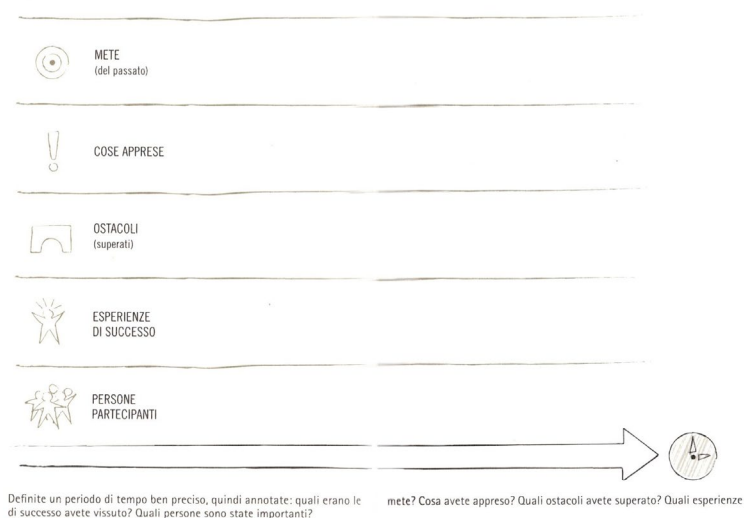 METE
(del passato)
COSE APPRESE
OSTACOLI
(superati)
ESPERIENZE
DI SUCCESSO
PERSONE
PARTECIPANTI
Definite un periodo di tempo ben preciso, quindi annotate: quali erano le mete? Cosa avete appreso? Quali ostacoli avete superato? Quali esperienze
di successo avete vissuto? Quali persone sono state importanti?